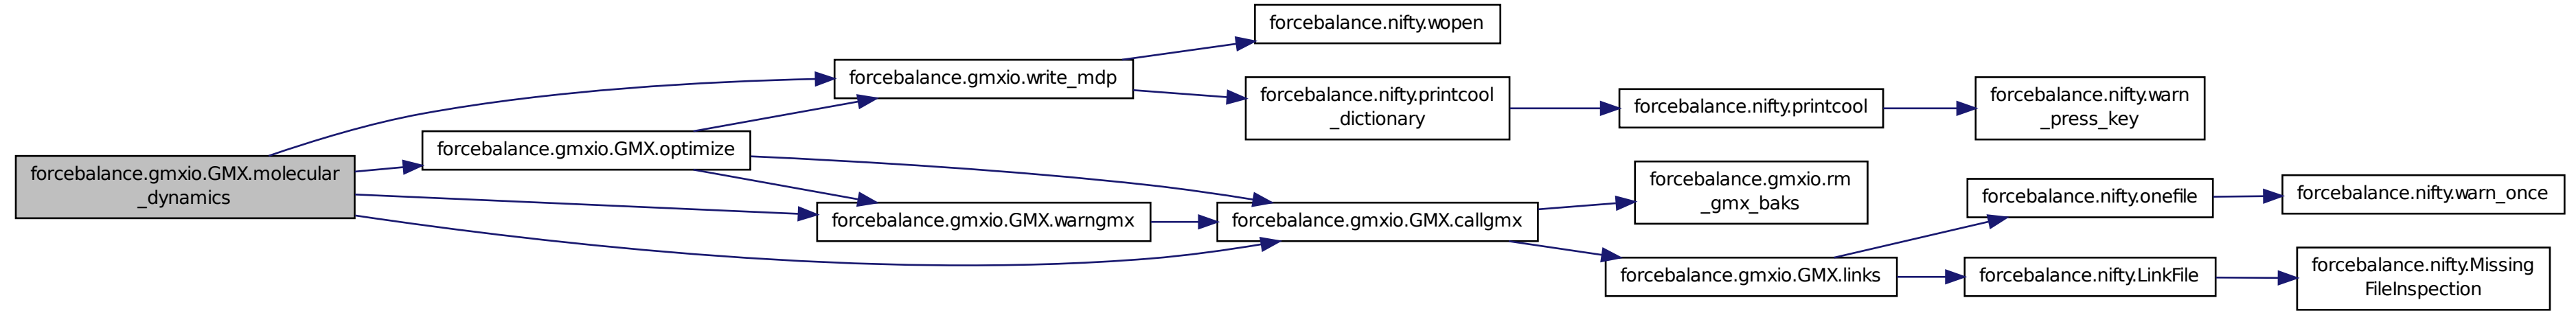 forcebalance.gmxio.GMX.molecular
_dynamics
forcebalance.gmxio.GMX.optimize
forcebalance.gmxio.write_mdp
forcebalance.gmxio.GMX.warngmx
forcebalance.nifty.wopen
forcebalance.nifty.printcool
_dictionary
forcebalance.gmxio.GMX.callgmx
forcebalance.nifty.printcool
forcebalance.gmxio.rm
_gmx_baks
forcebalance.gmxio.GMX.links
forcebalance.nifty.warn
_press_key
forcebalance.nifty.onefile
forcebalance.nifty.LinkFile
forcebalance.nifty.warn_once
forcebalance.nifty.Missing
FileInspection